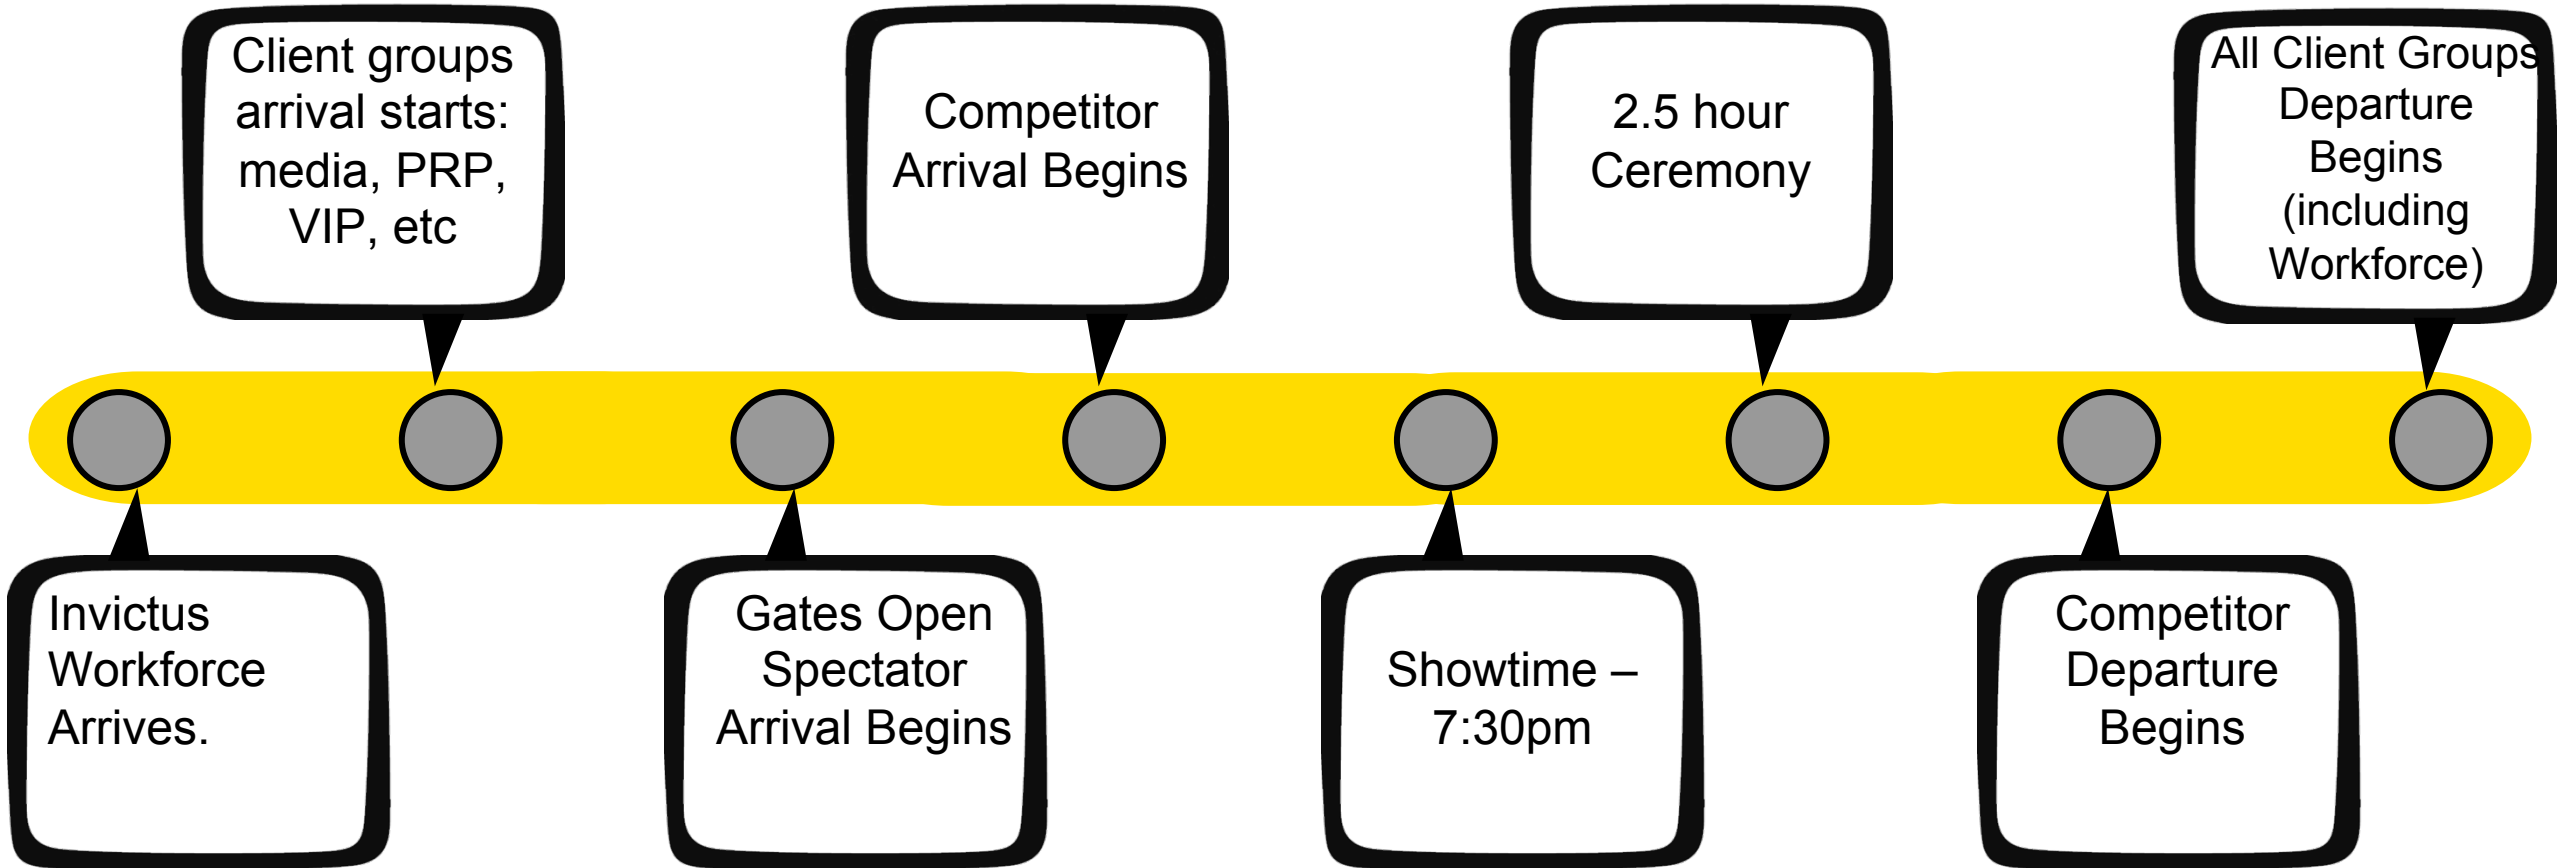 Invictus
Workforce
Arrives.
Client groups
arrival starts:
media, PRP,
VIP, etc
Gates Open
Spectator
Arrival Begins
Competitor
Arrival Begins
Showtime –
7:30pm
2.5 hour
Ceremony
Competitor
Departure
Begins
All Client Groups
Departure
Begins
(including
Workforce)